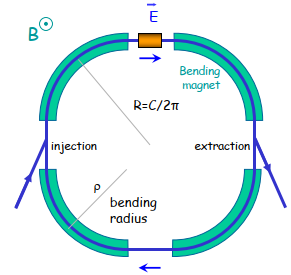 E
B
Bending
magnet
R=C/2π
injection
extraction
ρ
bending
radius